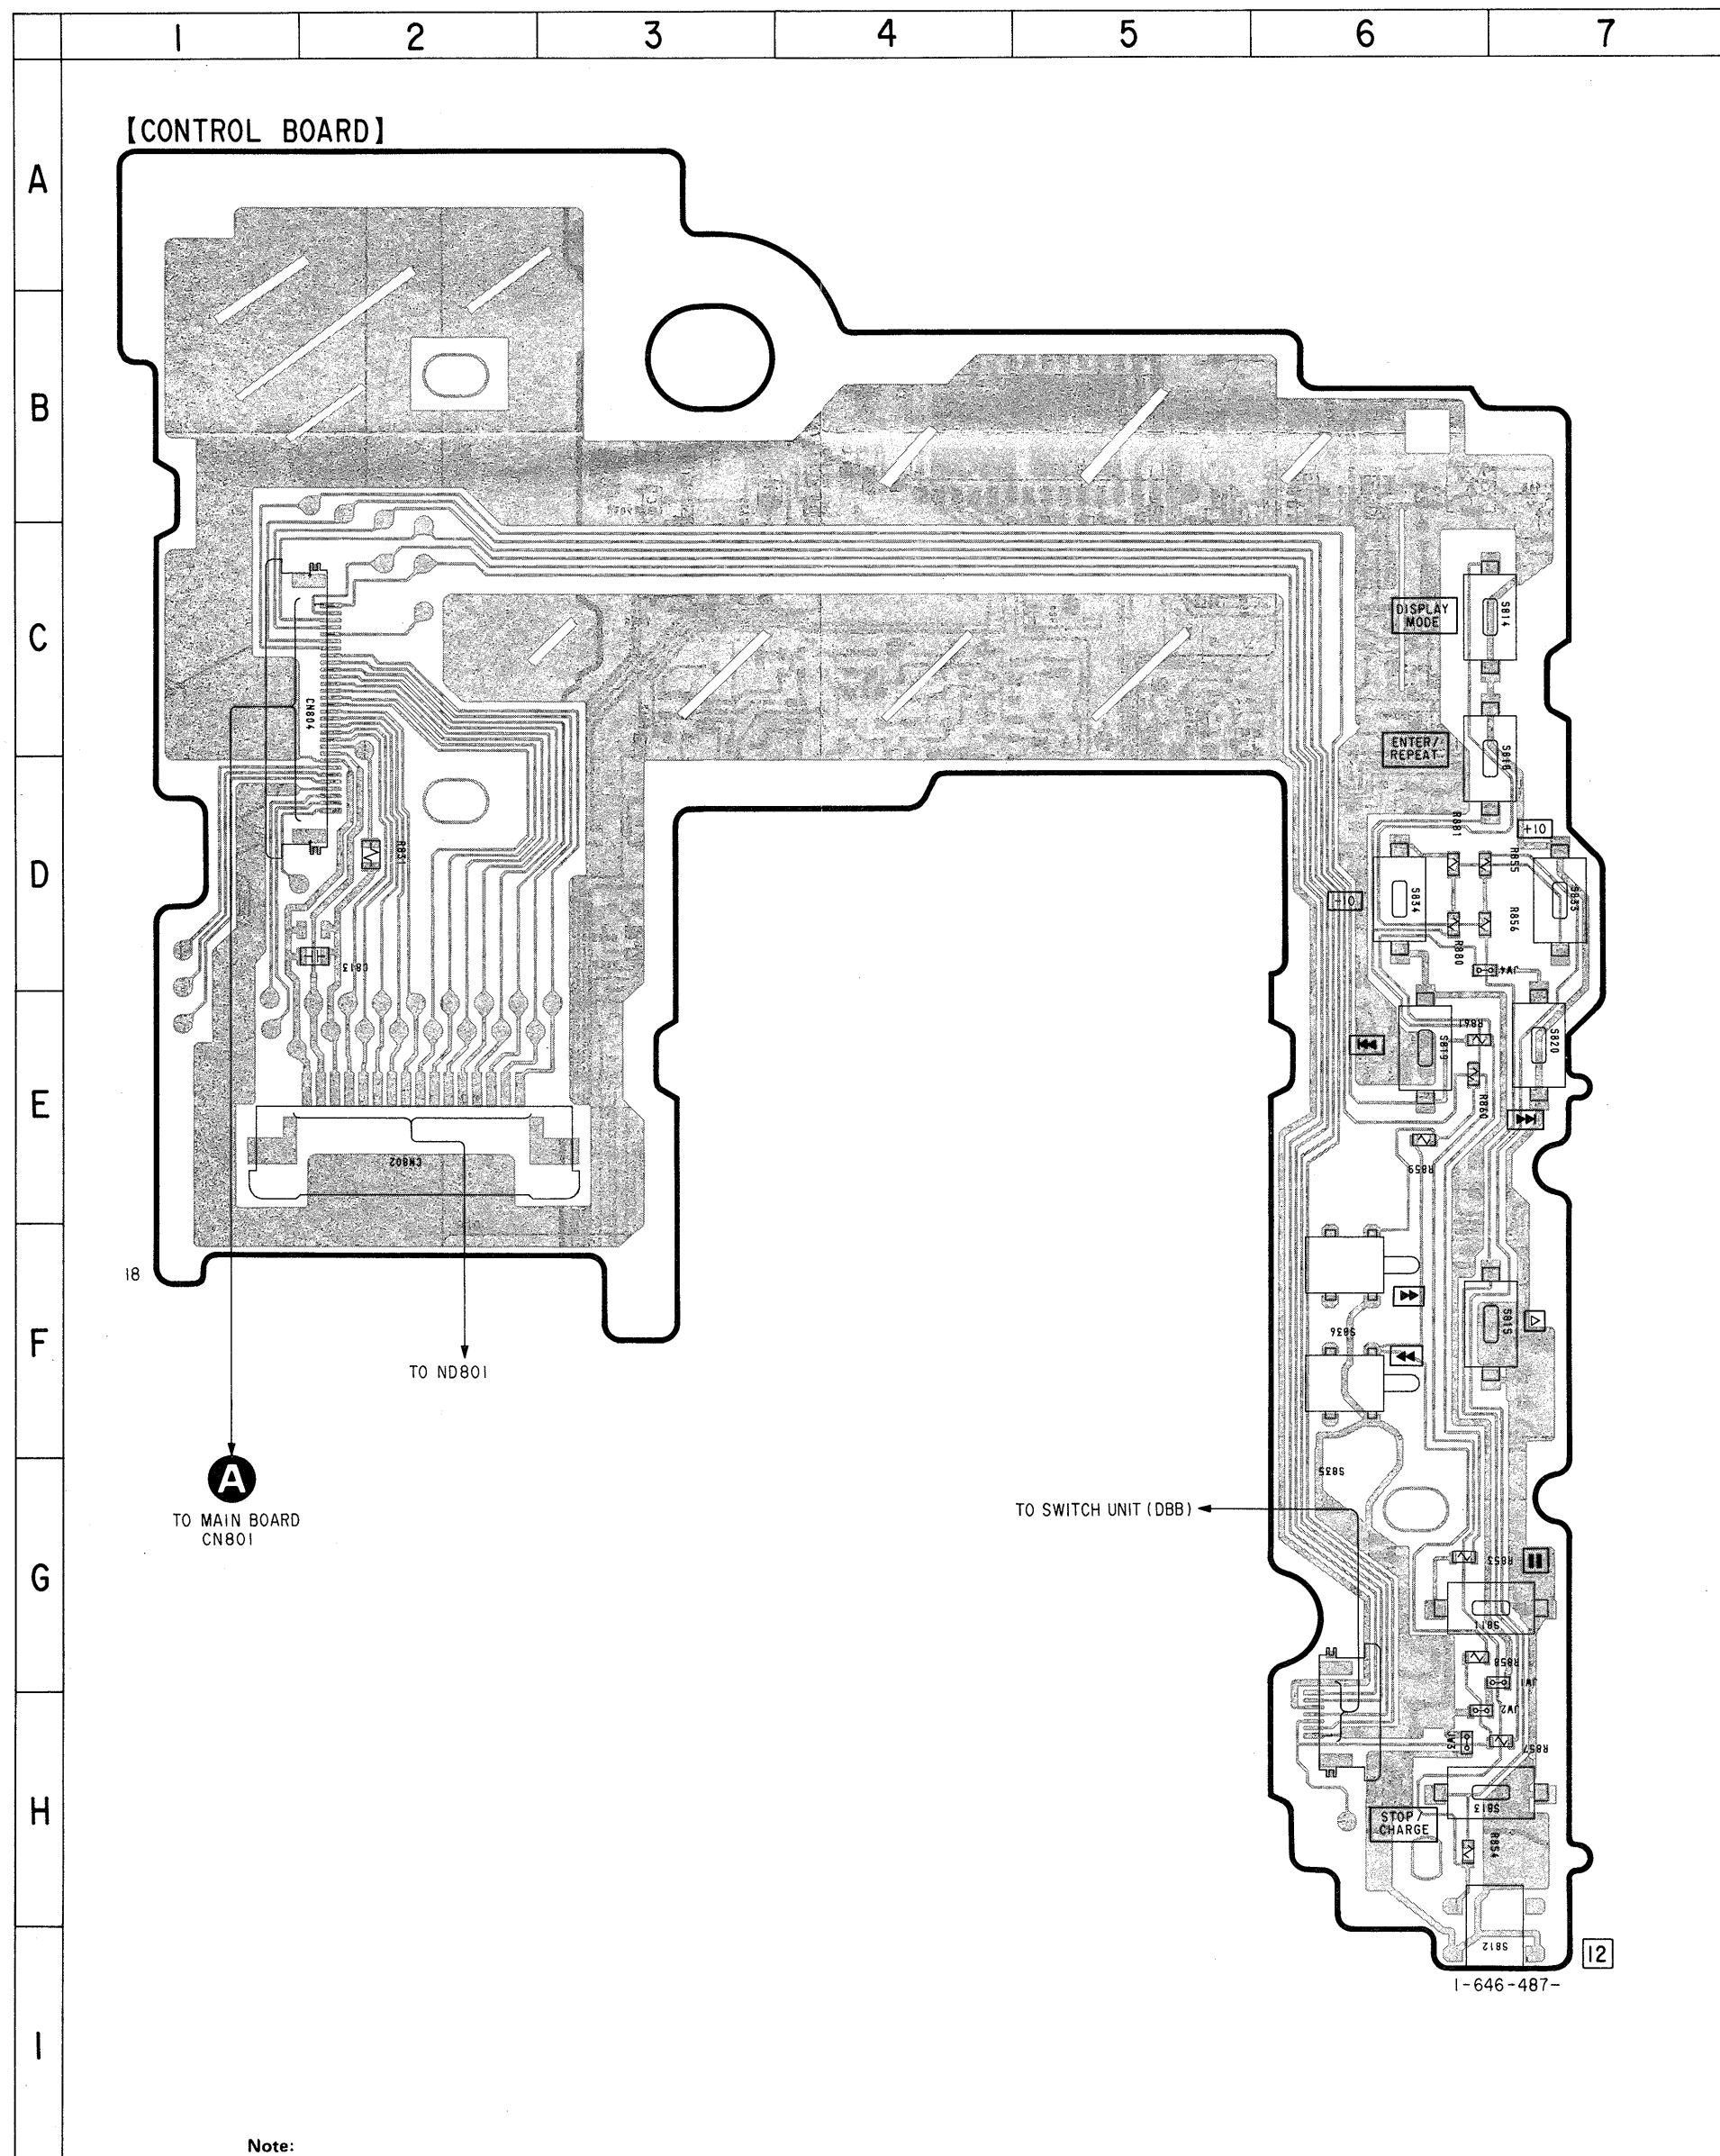 1 2 3 4 5 6 7
A
B
C
D
E
F
G
H
I
【CONTROL BOARD】
DISPLAY
MODE
S814
CN804
ENTER/
REPEAT
S816
R881
+10
R831
R855
S834
S833
-10
R856
R880
C813
JW4
R861
S819
S820
R860
CN802
R859
18
S836
S815
TO ND801
A
TO MAIN BOARD
CN801
S835
TO SWITCH UNIT (DBB)
R853
S811
R858
JW1
JW2
JW3
R857
S813
STOP/
CHARGE
R854
S812
12
1-646-487-
Note: